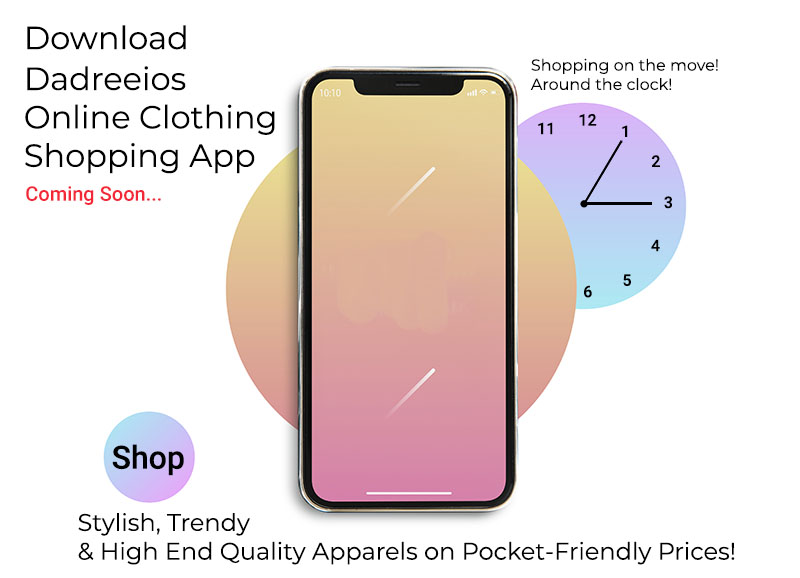 Download
Dadreeios
Online Clothing
Shopping App
Coming Soon...
Shopping on the move!
Around the clock!
10:10
11
12
1
2
3
4
5
6
Shop
Stylish, Trendy
& High End Quality Apparels on Pocket-Friendly Prices!